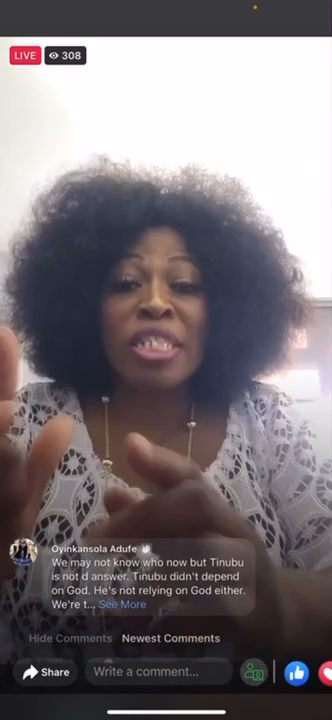 LIVE 308
Oyinkansola Adufe
We may not know who now but Tinubu
is not d answer. Tinubu didn't depend
on God. He's not relying on God either.
We're t... See More
Hide Comments Newest Comments
Share Write a comment...